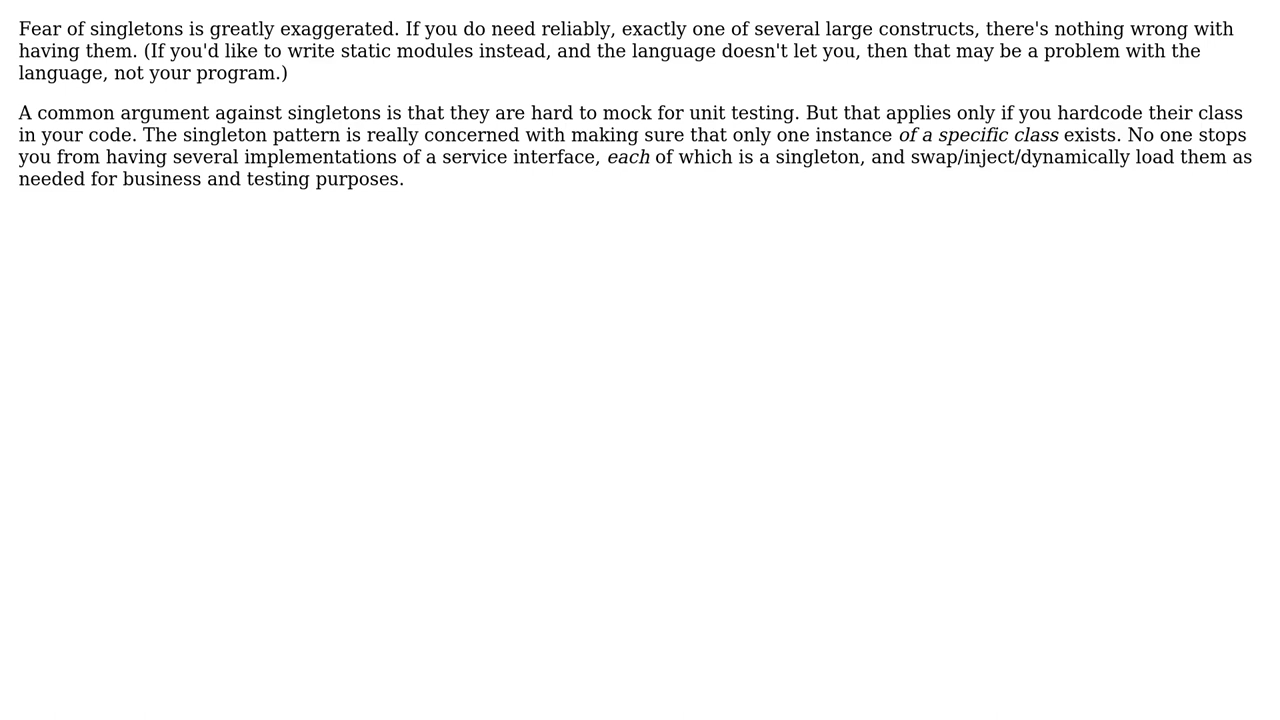 Fear of singletons is greatly exaggerated. If you do need reliably, exactly one of several large constructs, there's nothing wrong with
having them. (If you'd like to write static modules instead, and the language doesn't let you, then that may be a problem with the
language, not your program.)
A common argument against singletons is that they are hard to mock for unit testing. But that applies only if you hardcode their class
in your code. The singleton pattern is really concerned with making sure that only one instance of a specific class exists. No one stops
you from having several implementations of a service interface, each of which is a singleton, and swap/inject/dynamically load them as
needed for business and testing purposes.